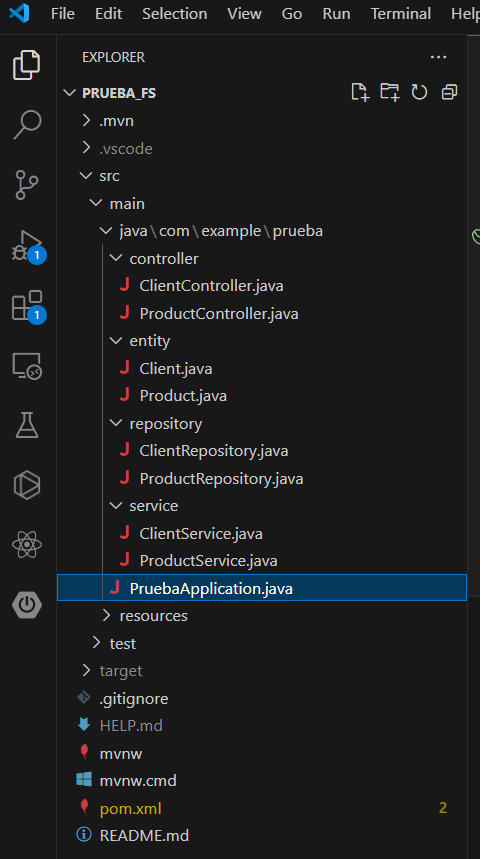 File Edit Selection View Go Run Terminal Help
EXPLORER
PRUEBA_FS
.mvn
.vscode
src
main
java\com\example\prueba
controller
ClientController.java
1
ProductController.java
1
entity
Client.java
Product.java
repository
ClientRepository.java
ProductRepository.java
service
ClientService.java
ProductService.java
PruebaApplication.java
resources
test
target
.gitignore
HELP.md
mvnw
mvnw.cmd
pom.xml 2
README.md